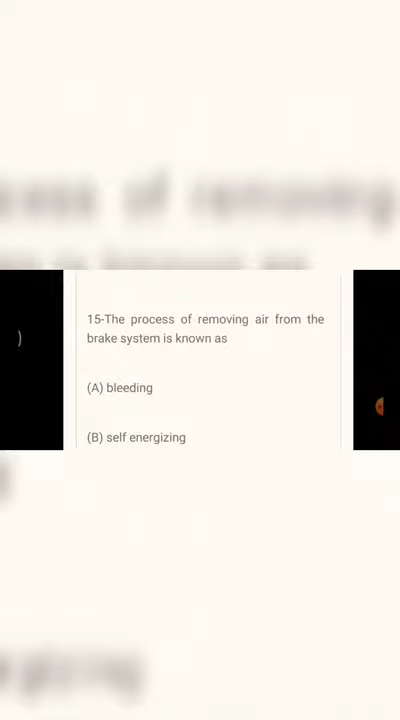 15-The process of removing air from the
brake system is known as
(A) bleeding
(B) self energizing